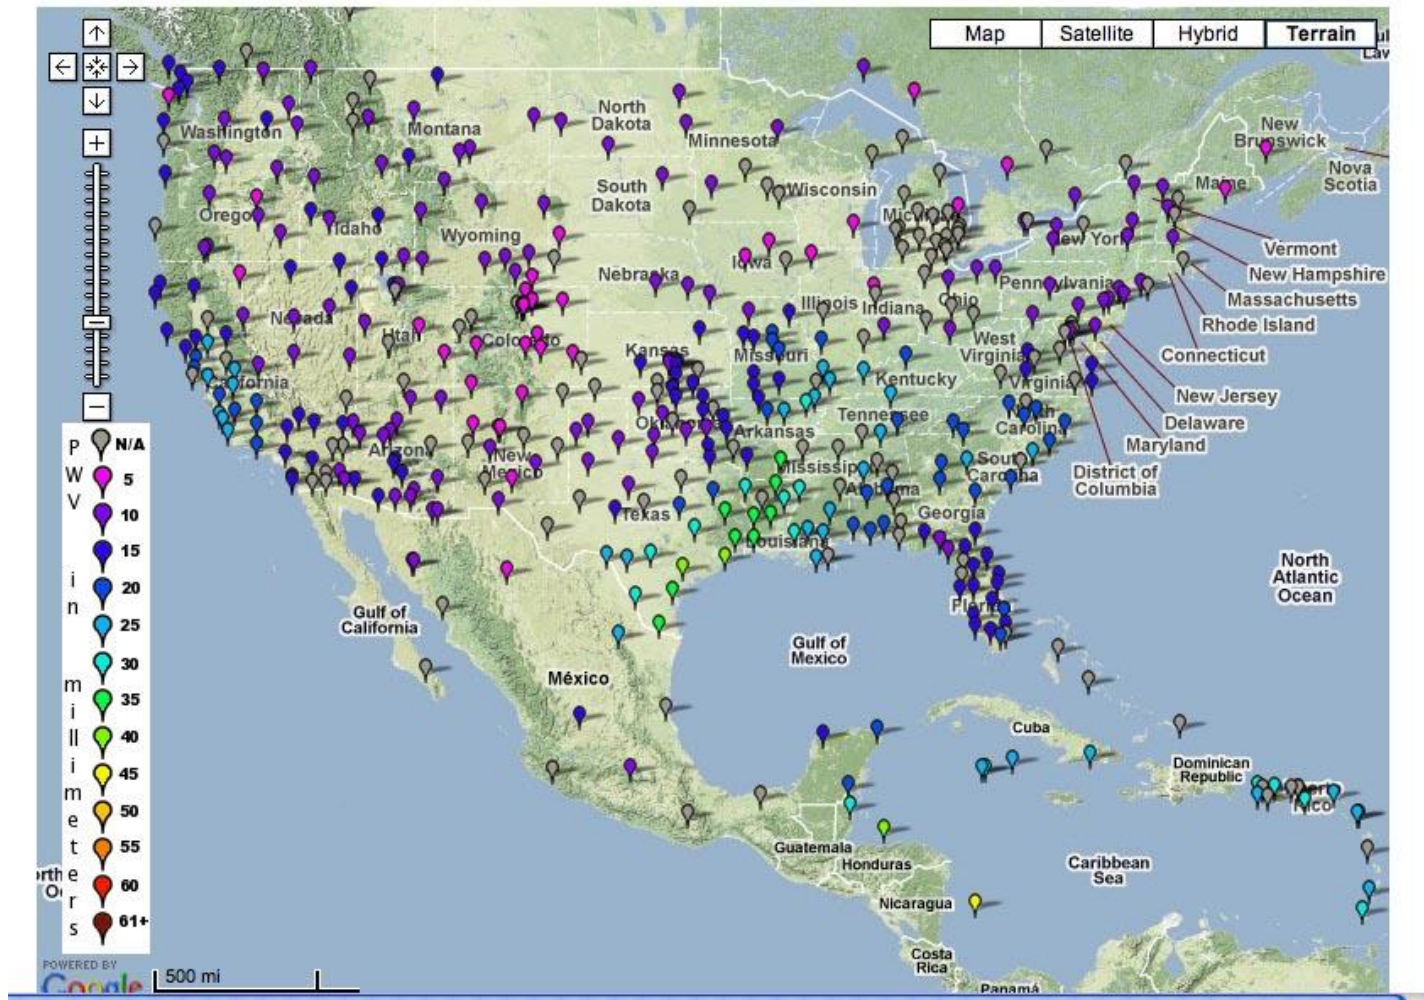 Map Satellite Hybrid Terrain
Washington
Montana
North
Dakota
Minnesota
New
Brunswick
Nova
Scotia
Maine
South
Dakota
Wisconsin
Idaho
Wyoming
New York
Vermont
New Hampshire
Massachusetts
Rhode Island
Connecticut
New Jersey
Delaware
Maryland
District of
Columbia
Nebraska
Iowa
Illinois
Indiana
Ohio
Pennsylvania
Nevada
Utah
Colorado
Kansas
Missouri
West
Virginia
Virginia
Kentucky
California
Tennessee
North
Carolina
Arkansas
Arizona
New
Mexico
Mississippi
Alabama
South
Carolina
Georgia
Texas
Louisiana
Florida
North
Atlantic
Ocean
Gulf of
California
Gulf of
Mexico
México
Cuba
Dominican
Republic
Guatemala
Honduras
Caribbean
Sea
Nicaragua
Costa
Rica
Panamá
PWV in millimeters
N/A
5
10
15
20
25
30
35
40
45
50
55
60
61+
POWERED BY
Google
500 mi